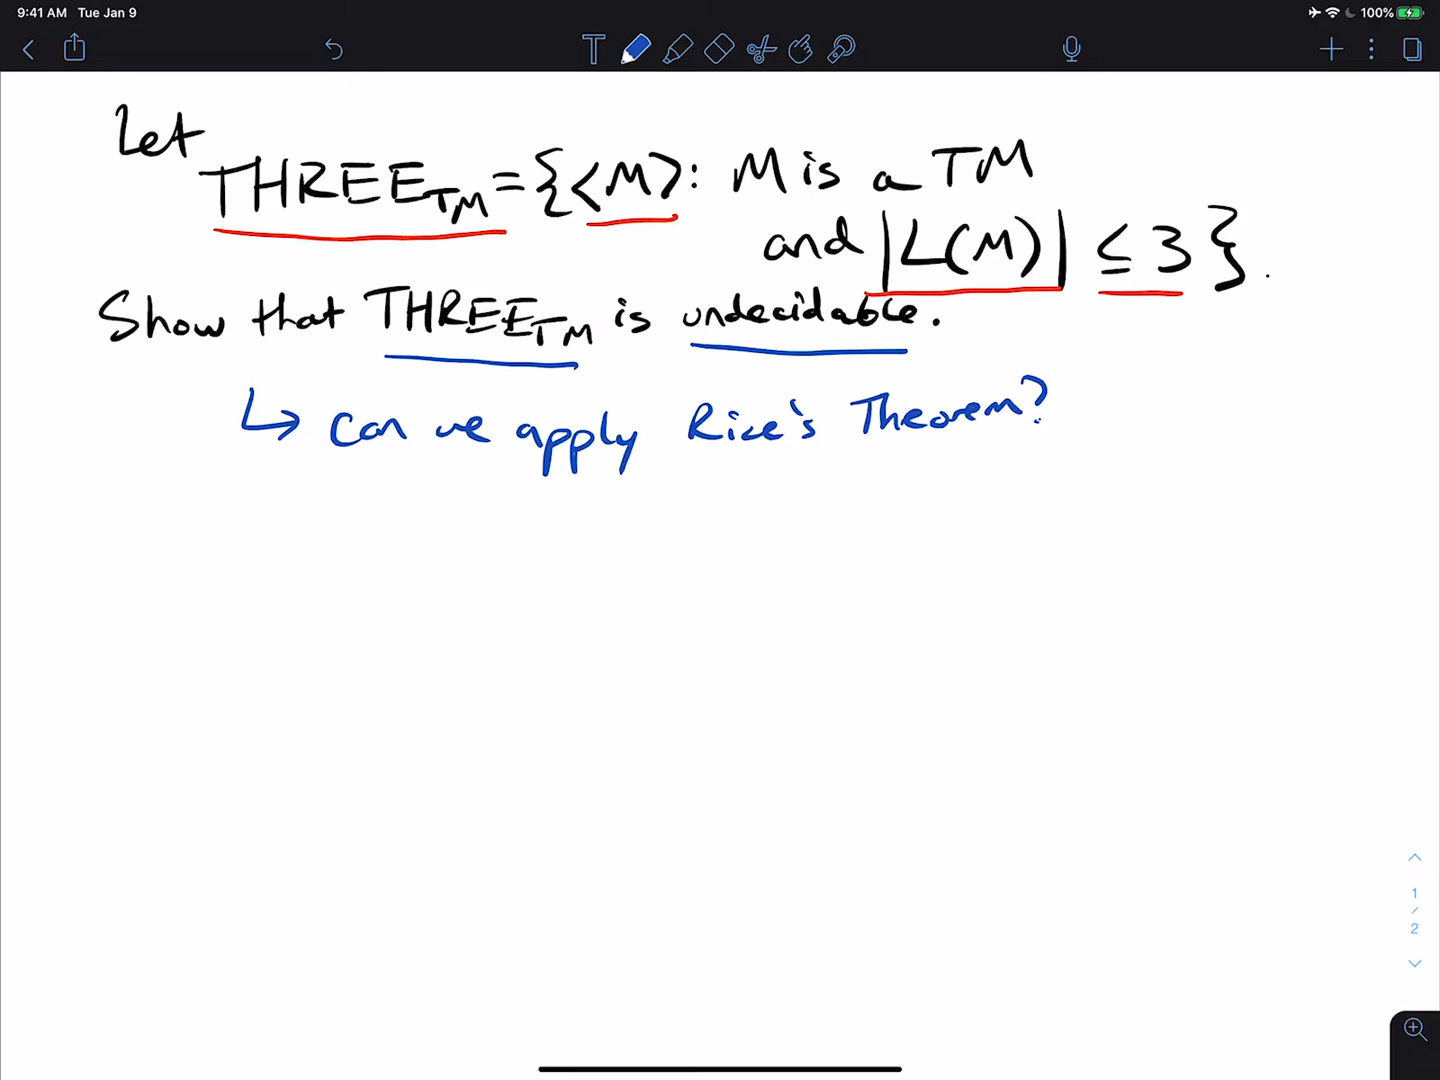 9:41 AM Tue Jan 9 100%
Let
THREE_TM = {<M>: M is a TM
and |L(M)| ≤ 3}.
Show that THREE_TM is undecidable.
↳ Can we apply Rice's Theorem?
1
/
2